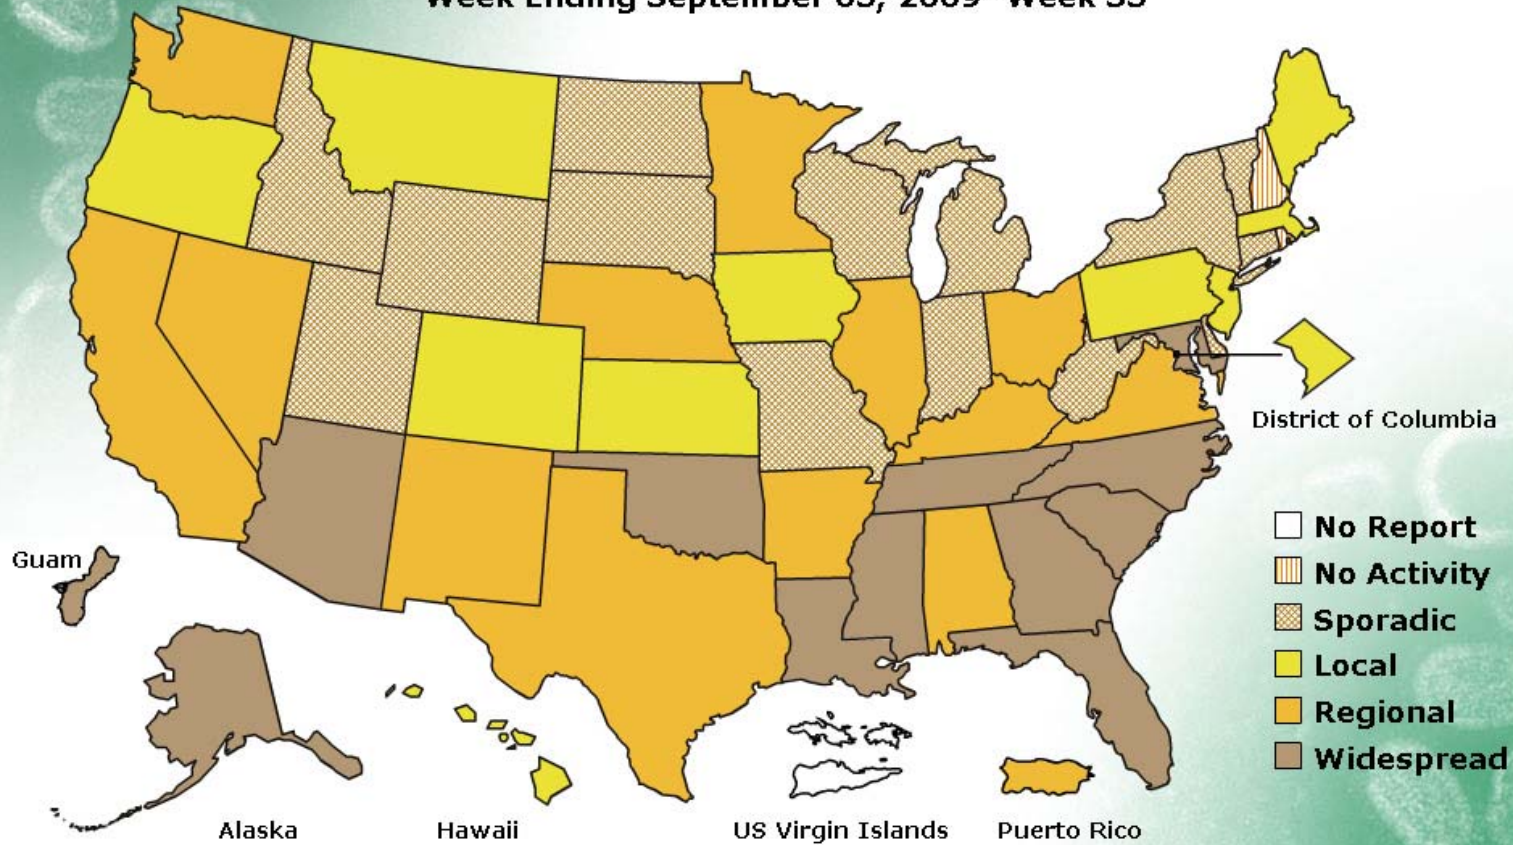 Week Ending September 05, 2009- Week 35
District of Columbia
Guam
No Report
No Activity
Sporadic
Local
Regional
Widespread
Alaska
Hawaii
US Virgin Islands
Puerto Rico